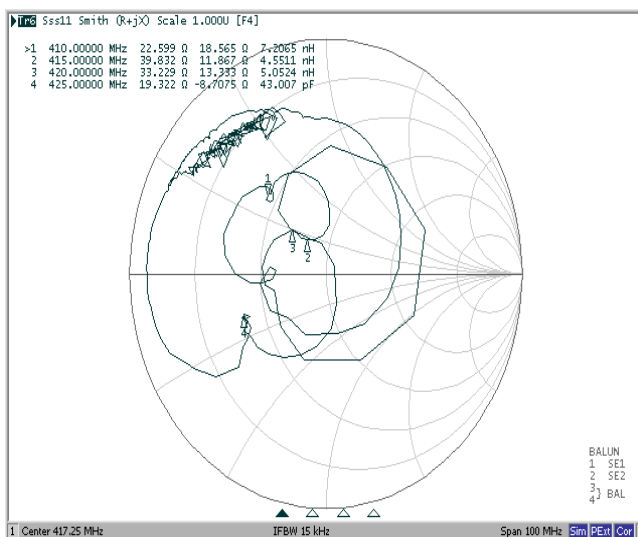 Tr6 Sss11 Smith (R+jX) Scale 1.000U [F4]
>1 410.00000 MHz 22.599 Ω 18.565 Ω 7.2065 nH
2 415.00000 MHz 39.832 Ω 11.867 Ω 4.5511 nH
3 420.00000 MHz 33.229 Ω 13.333 Ω 5.0524 nH
4 425.00000 MHz 19.322 Ω -8.7075 Ω 43.007 pF
1
3
2
4
BALUN
1 SE1
2 SE2
3
4 } BAL
1 Center 417.25 MHz IFBW 15 kHz Span 100 MHz Sim PExt Cor